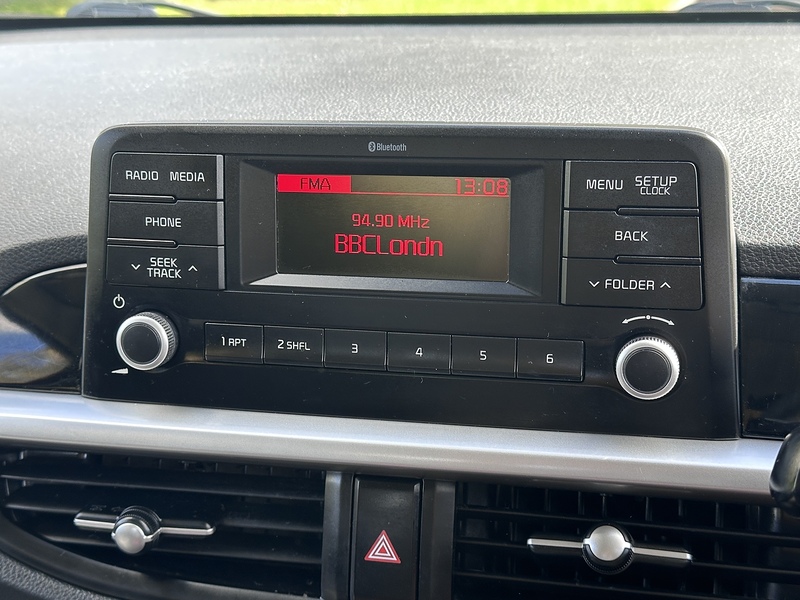 Bluetooth
RADIO MEDIA
PHONE
SEEK
TRACK
FMA 13:08
94.90 MHz
BBCLondn
MENU SETUP
CLOCK
BACK
FOLDER
1 RPT 2 SHFL 3 4 5 6